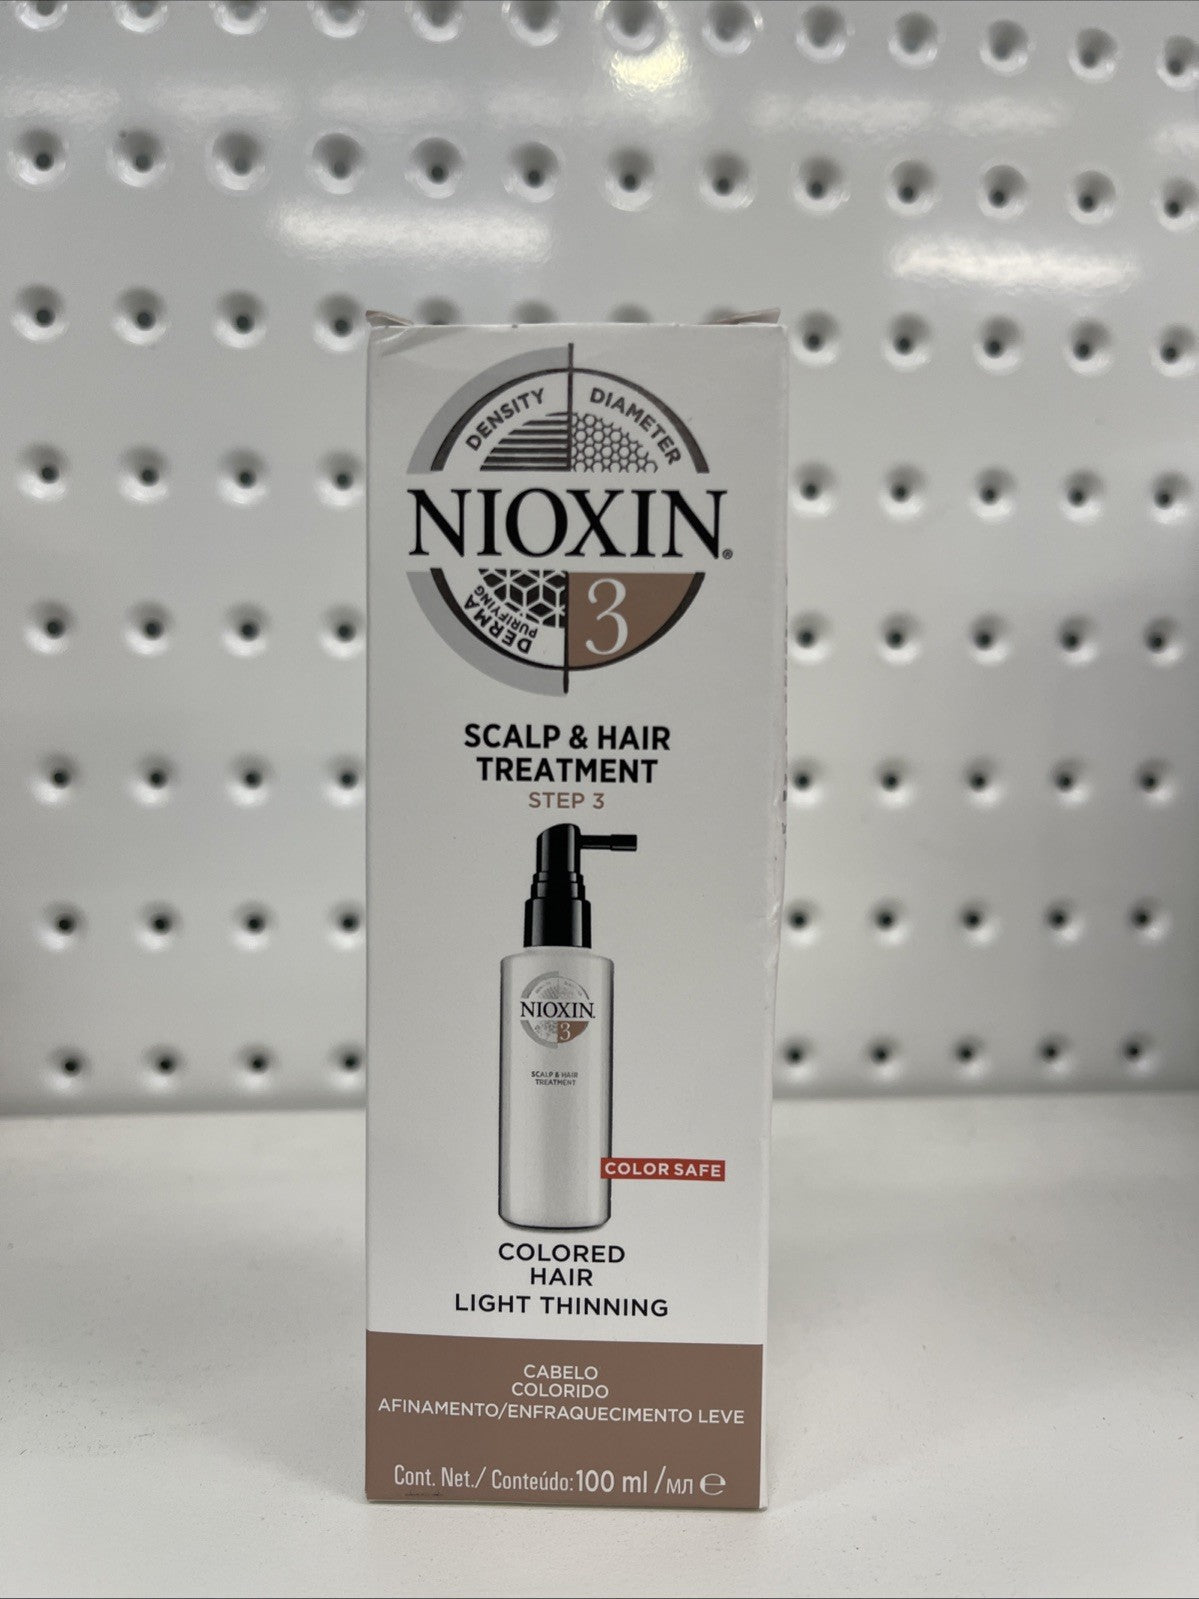 DENSITY
DIAMETER
NIOXIN®
DERMA
PURIFYING
3
SCALP & HAIR
TREATMENT
STEP 3
NIOXIN
3
SCALP & HAIR
TREATMENT
COLOR SAFE
COLORED
HAIR
LIGHT THINNING
CABELO
COLORIDO
AFINAMENTO/ENFRAQUECIMENTO LEVE
Cont. Net./ Conteúdo: 100 ml /мл ℮